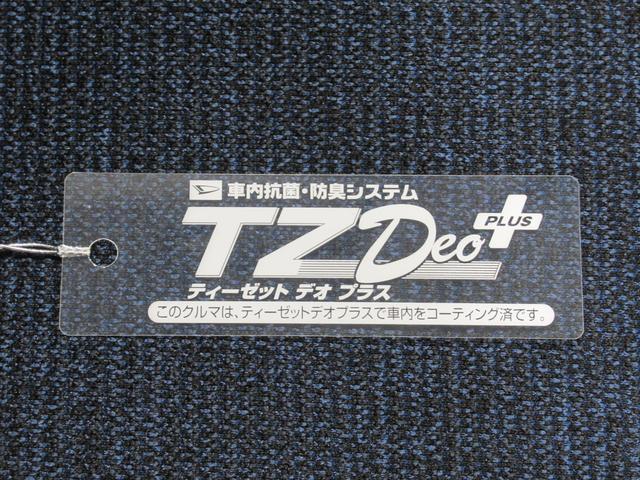 車内抗菌・防臭システム
TZ Deo PLUS
ティーゼット デオ プラス
このクルマは、ティーゼットデオプラスで車内をコーティング済です。